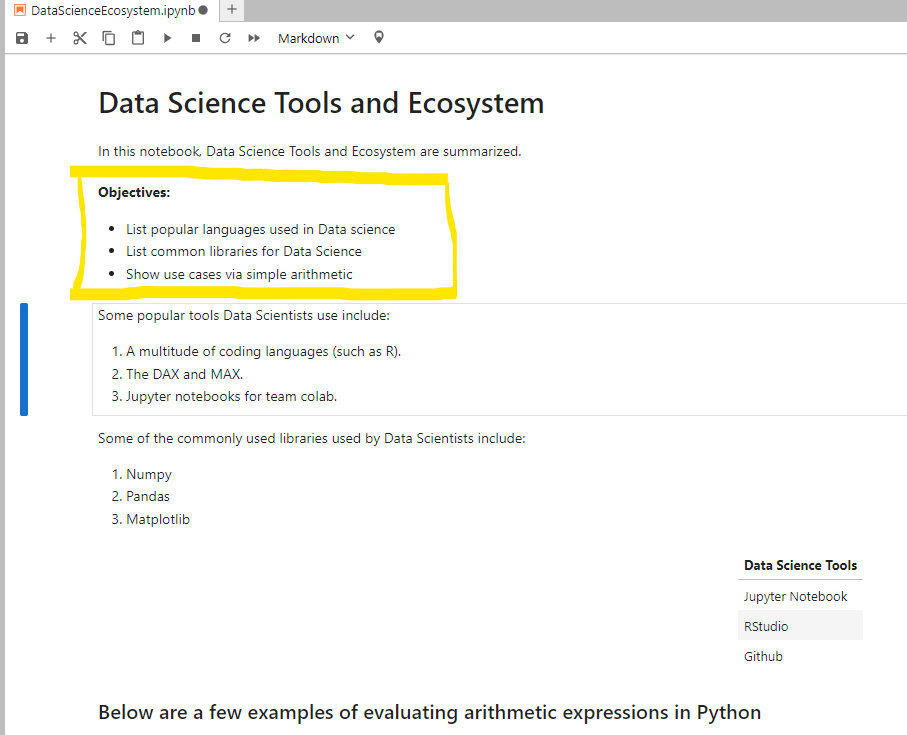 DataScienceEcosystem.ipynb
Markdown
Data Science Tools and Ecosystem
In this notebook, Data Science Tools and Ecosystem are summarized.
Objectives:
• List popular languages used in Data science
• List common libraries for Data Science
• Show use cases via simple arithmetic
Some popular tools Data Scientists use include:
1. A multitude of coding languages (such as R).
2. The DAX and MAX.
3. Jupyter notebooks for team colab.
Some of the commonly used libraries used by Data Scientists include:
1. Numpy
2. Pandas
3. Matplotlib
Data Science Tools
Jupyter Notebook
RStudio
Github
Below are a few examples of evaluating arithmetic expressions in Python